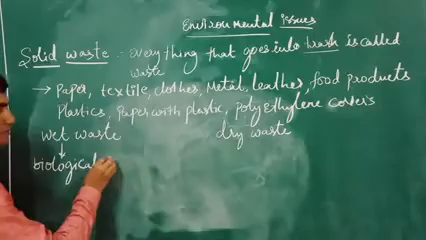 Environmental issues
Solid waste :- Everything that goes into trash is called
waste
→ Paper, textile, clothes, Metal, leather, food products
Plastics, Paper with plastic, polyEthylene covers
wet waste dry waste
biological